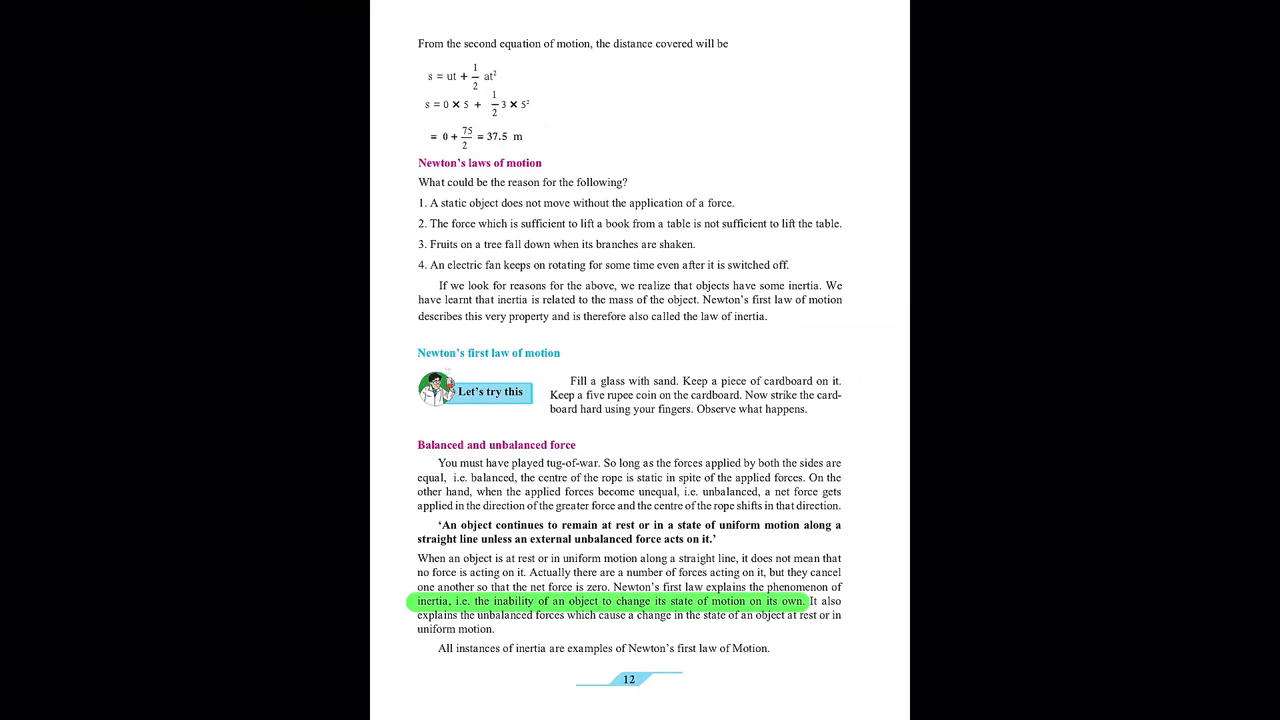 From the second equation of motion, the distance covered will be
s = ut + 1/2 at²
s = 0 × 5 + 1/2 3 × 5²
= 0 + 75/2 = 37.5 m
Newton's laws of motion
What could be the reason for the following?
1. A static object does not move without the application of a force.
2. The force which is sufficient to lift a book from a table is not sufficient to lift the table.
3. Fruits on a tree fall down when its branches are shaken.
4. An electric fan keeps on rotating for some time even after it is switched off.
If we look for reasons for the above, we realize that objects have some inertia. We
have learnt that inertia is related to the mass of the object. Newton's first law of motion
describes this very property and is therefore also called the law of inertia.
Newton's first law of motion
Let's try this
Fill a glass with sand. Keep a piece of cardboard on it.
Keep a five rupee coin on the cardboard. Now strike the card-
board hard using your fingers. Observe what happens.
Balanced and unbalanced force
You must have played tug-of-war. So long as the forces applied by both the sides are
equal, i.e. balanced, the centre of the rope is static in spite of the applied forces. On the
other hand, when the applied forces become unequal, i.e. unbalanced, a net force gets
applied in the direction of the greater force and the centre of the rope shifts in that direction.
‘An object continues to remain at rest or in a state of uniform motion along a
straight line unless an external unbalanced force acts on it.’
When an object is at rest or in uniform motion along a straight line, it does not mean that
no force is acting on it. Actually there are a number of forces acting on it, but they cancel
one another so that the net force is zero. Newton's first law explains the phenomenon of
inertia, i.e. the inability of an object to change its state of motion on its own. It also
explains the unbalanced forces which cause a change in the state of an object at rest or in
uniform motion.
All instances of inertia are examples of Newton's first law of Motion.
12